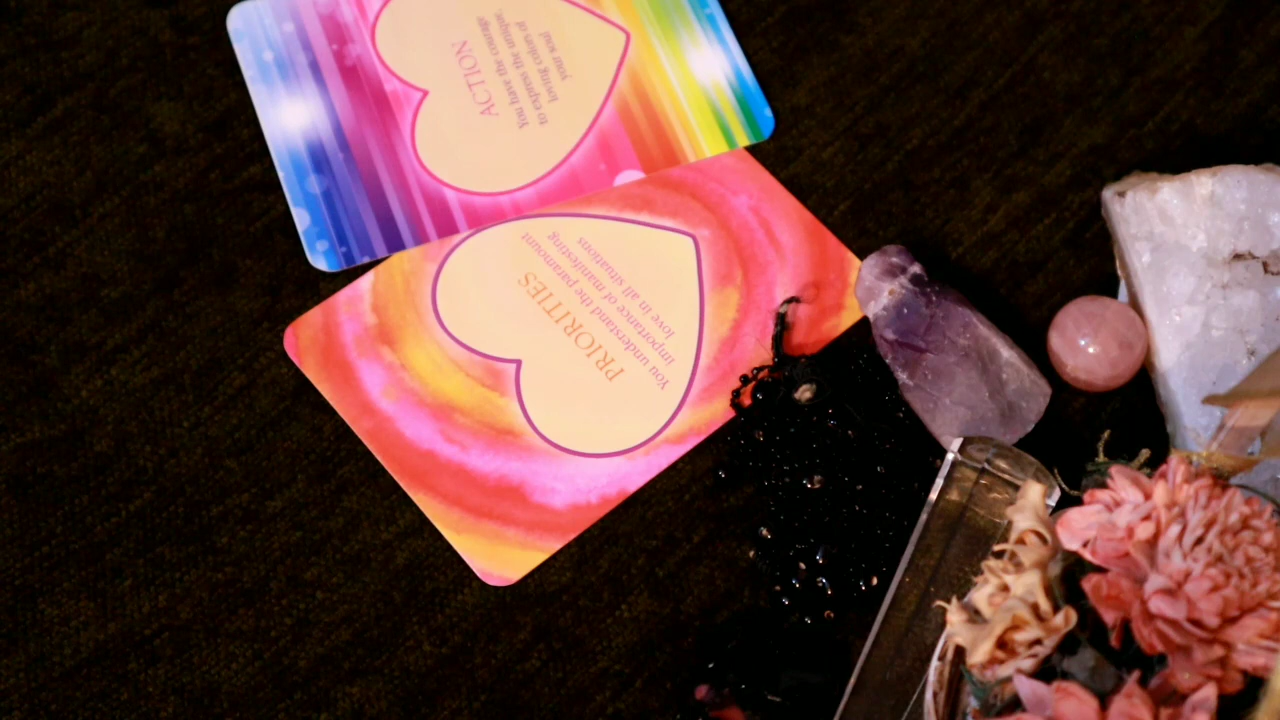 ACTION
You have the courage
to express the unique,
loving colors of
your soul
PRIORITIES
You understand the paramount
importance of manifesting
love in all situations